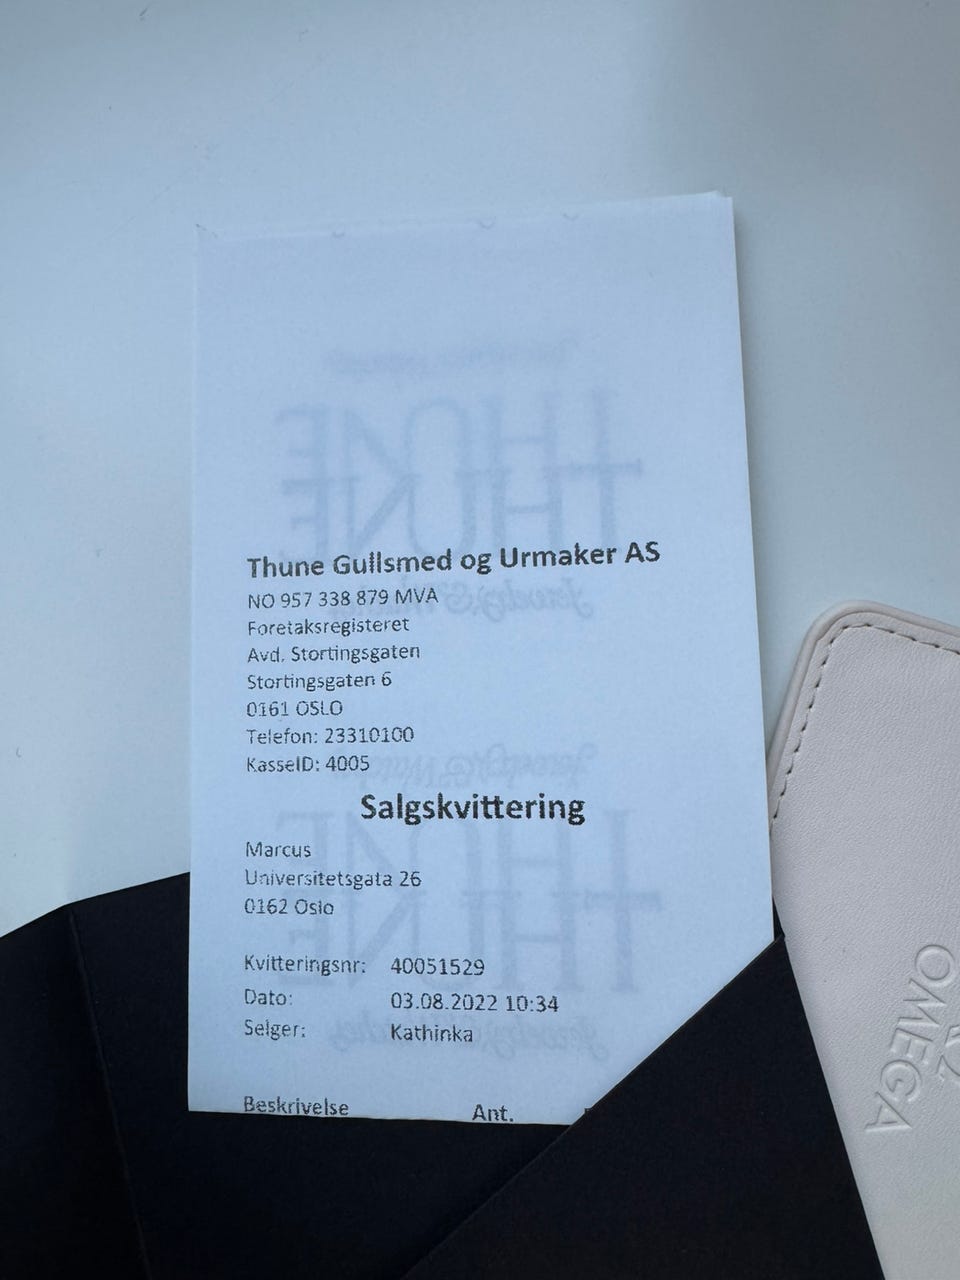 Thune Gullsmed og Urmaker AS
NO 957 338 879 MVA
Foretaksregisteret
Avd. Stortingsgaten
Stortingsgaten 6
0161 OSLO
Telefon: 23310100
KasseID: 4005
Salgskvittering
Marcus
Universitetsgata 26
0162 Oslo
Kvitteringsnr: 40051529
Dato: 03.08.2022 10:34
Selger: Kathinka
Beskrivelse Ant.
OMEGA